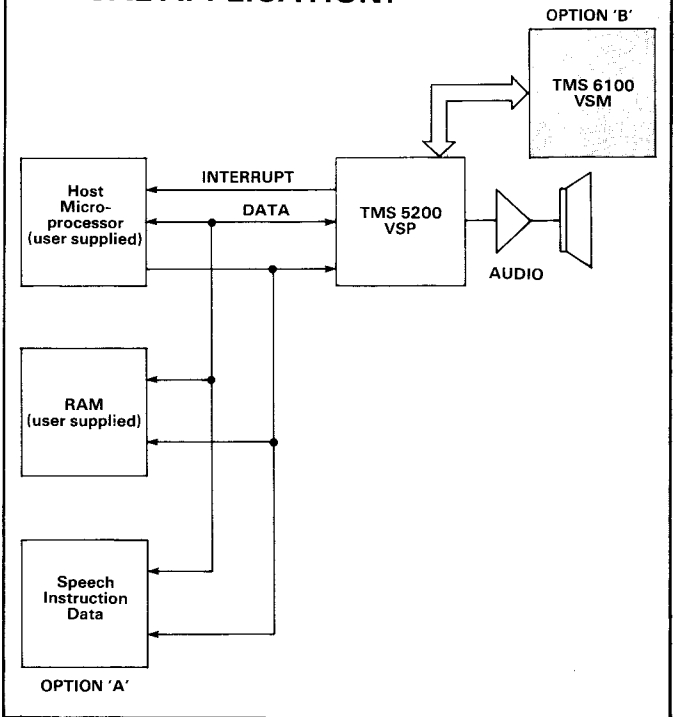 OPTION 'B'
TMS 6100
VSM
Host
Micro-
processor
(user supplied)
INTERRUPT
DATA
TMS 5200
VSP
AUDIO
RAM
(user supplied)
Speech
Instruction
Data
OPTION 'A'